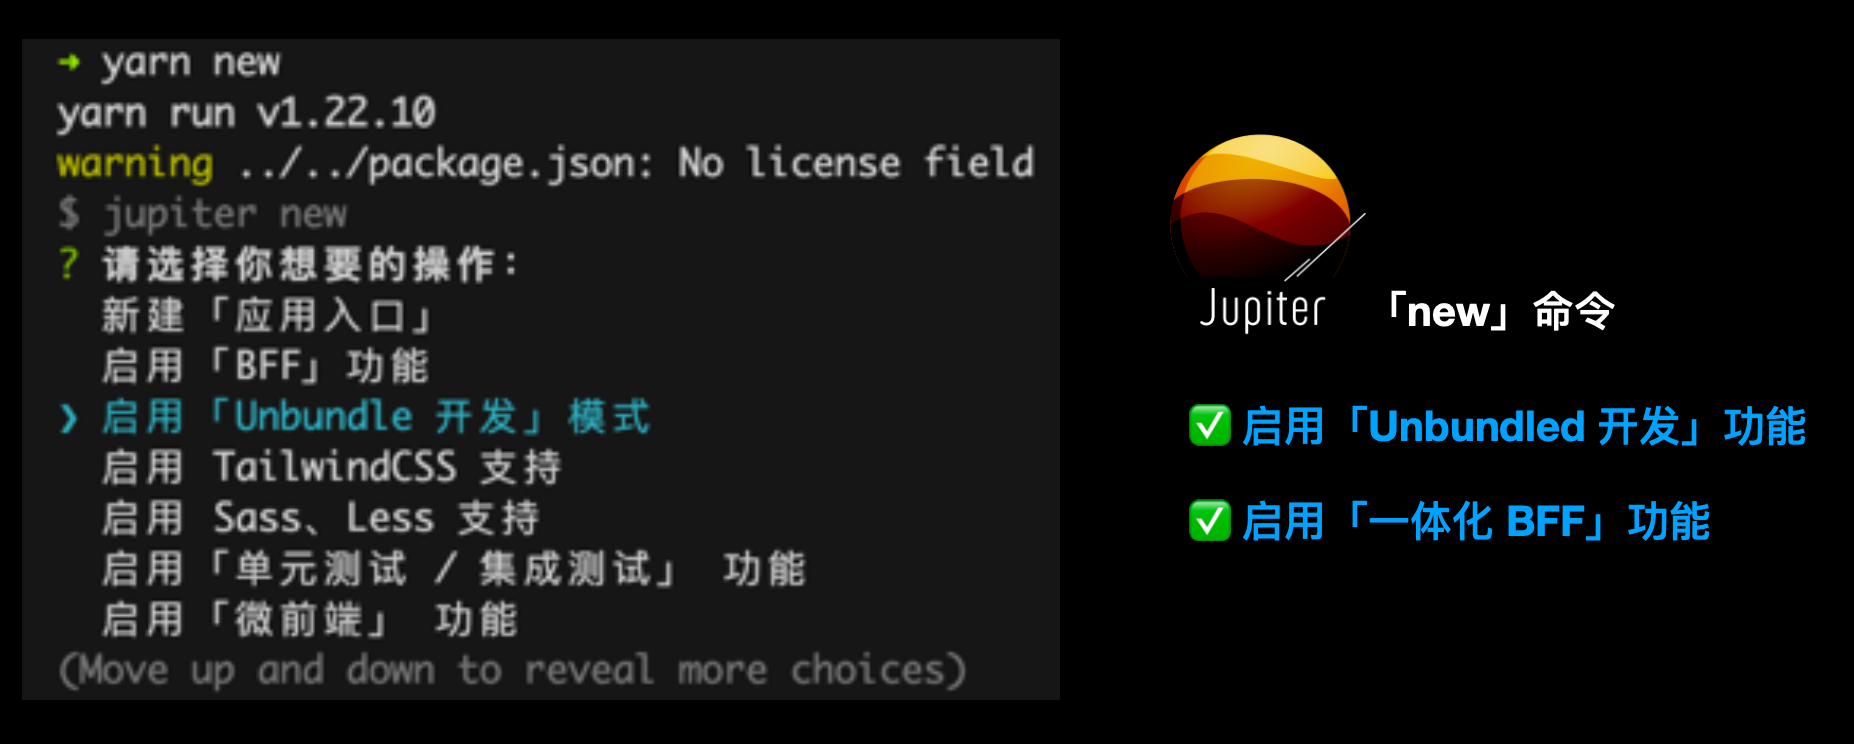 ➜ yarn new
yarn run v1.22.10
warning ../../package.json: No license field
$ jupiter new
? 请选择你想要的操作：
新建「应用入口」
启用「BFF」功能
❯ 启用「Unbundle 开发」模式
启用 TailwindCSS 支持
启用 Sass、Less 支持
启用「单元测试 / 集成测试」 功能
启用「微前端」 功能
(Move up and down to reveal more choices)
Jupiter 「new」命令
✅ 启用「Unbundled 开发」功能
✅ 启用「一体化 BFF」功能